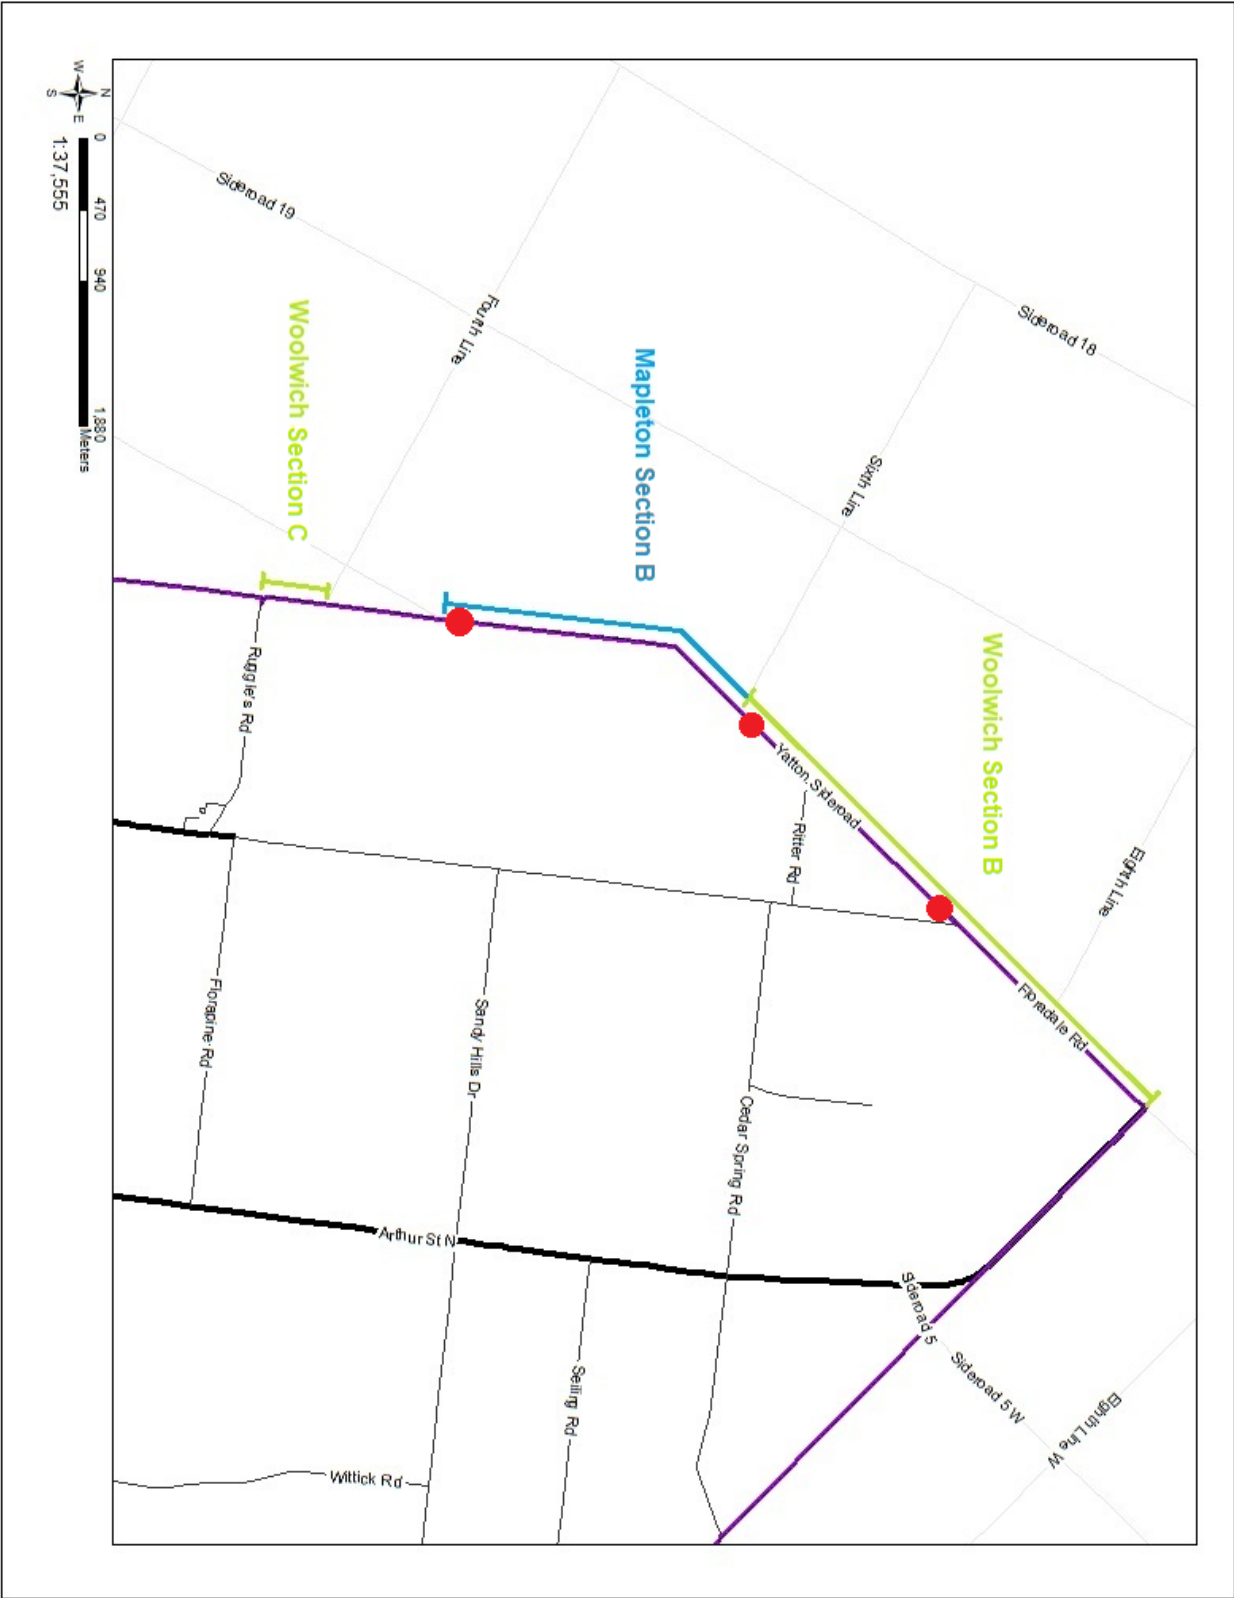 Sideroad 18
Eighth Line
Eighth Line W
Sideroad 5 W
Sideroad 5
Woolwich Section B
Floradale Rd
Sixth Line
Yatton Sideroad
Ritter Rd
Cedar Spring Rd
Mapleton Section B
Fourth Line
Sandy Hills Dr
Seiling Rd
Arthur St N
Wittick Rd
Sideroad 19
Woolwich Section C
Ruggle's Rd
Florapine Rd
N
W
E
S
0 470 940 1,880
Meters
1:37,555